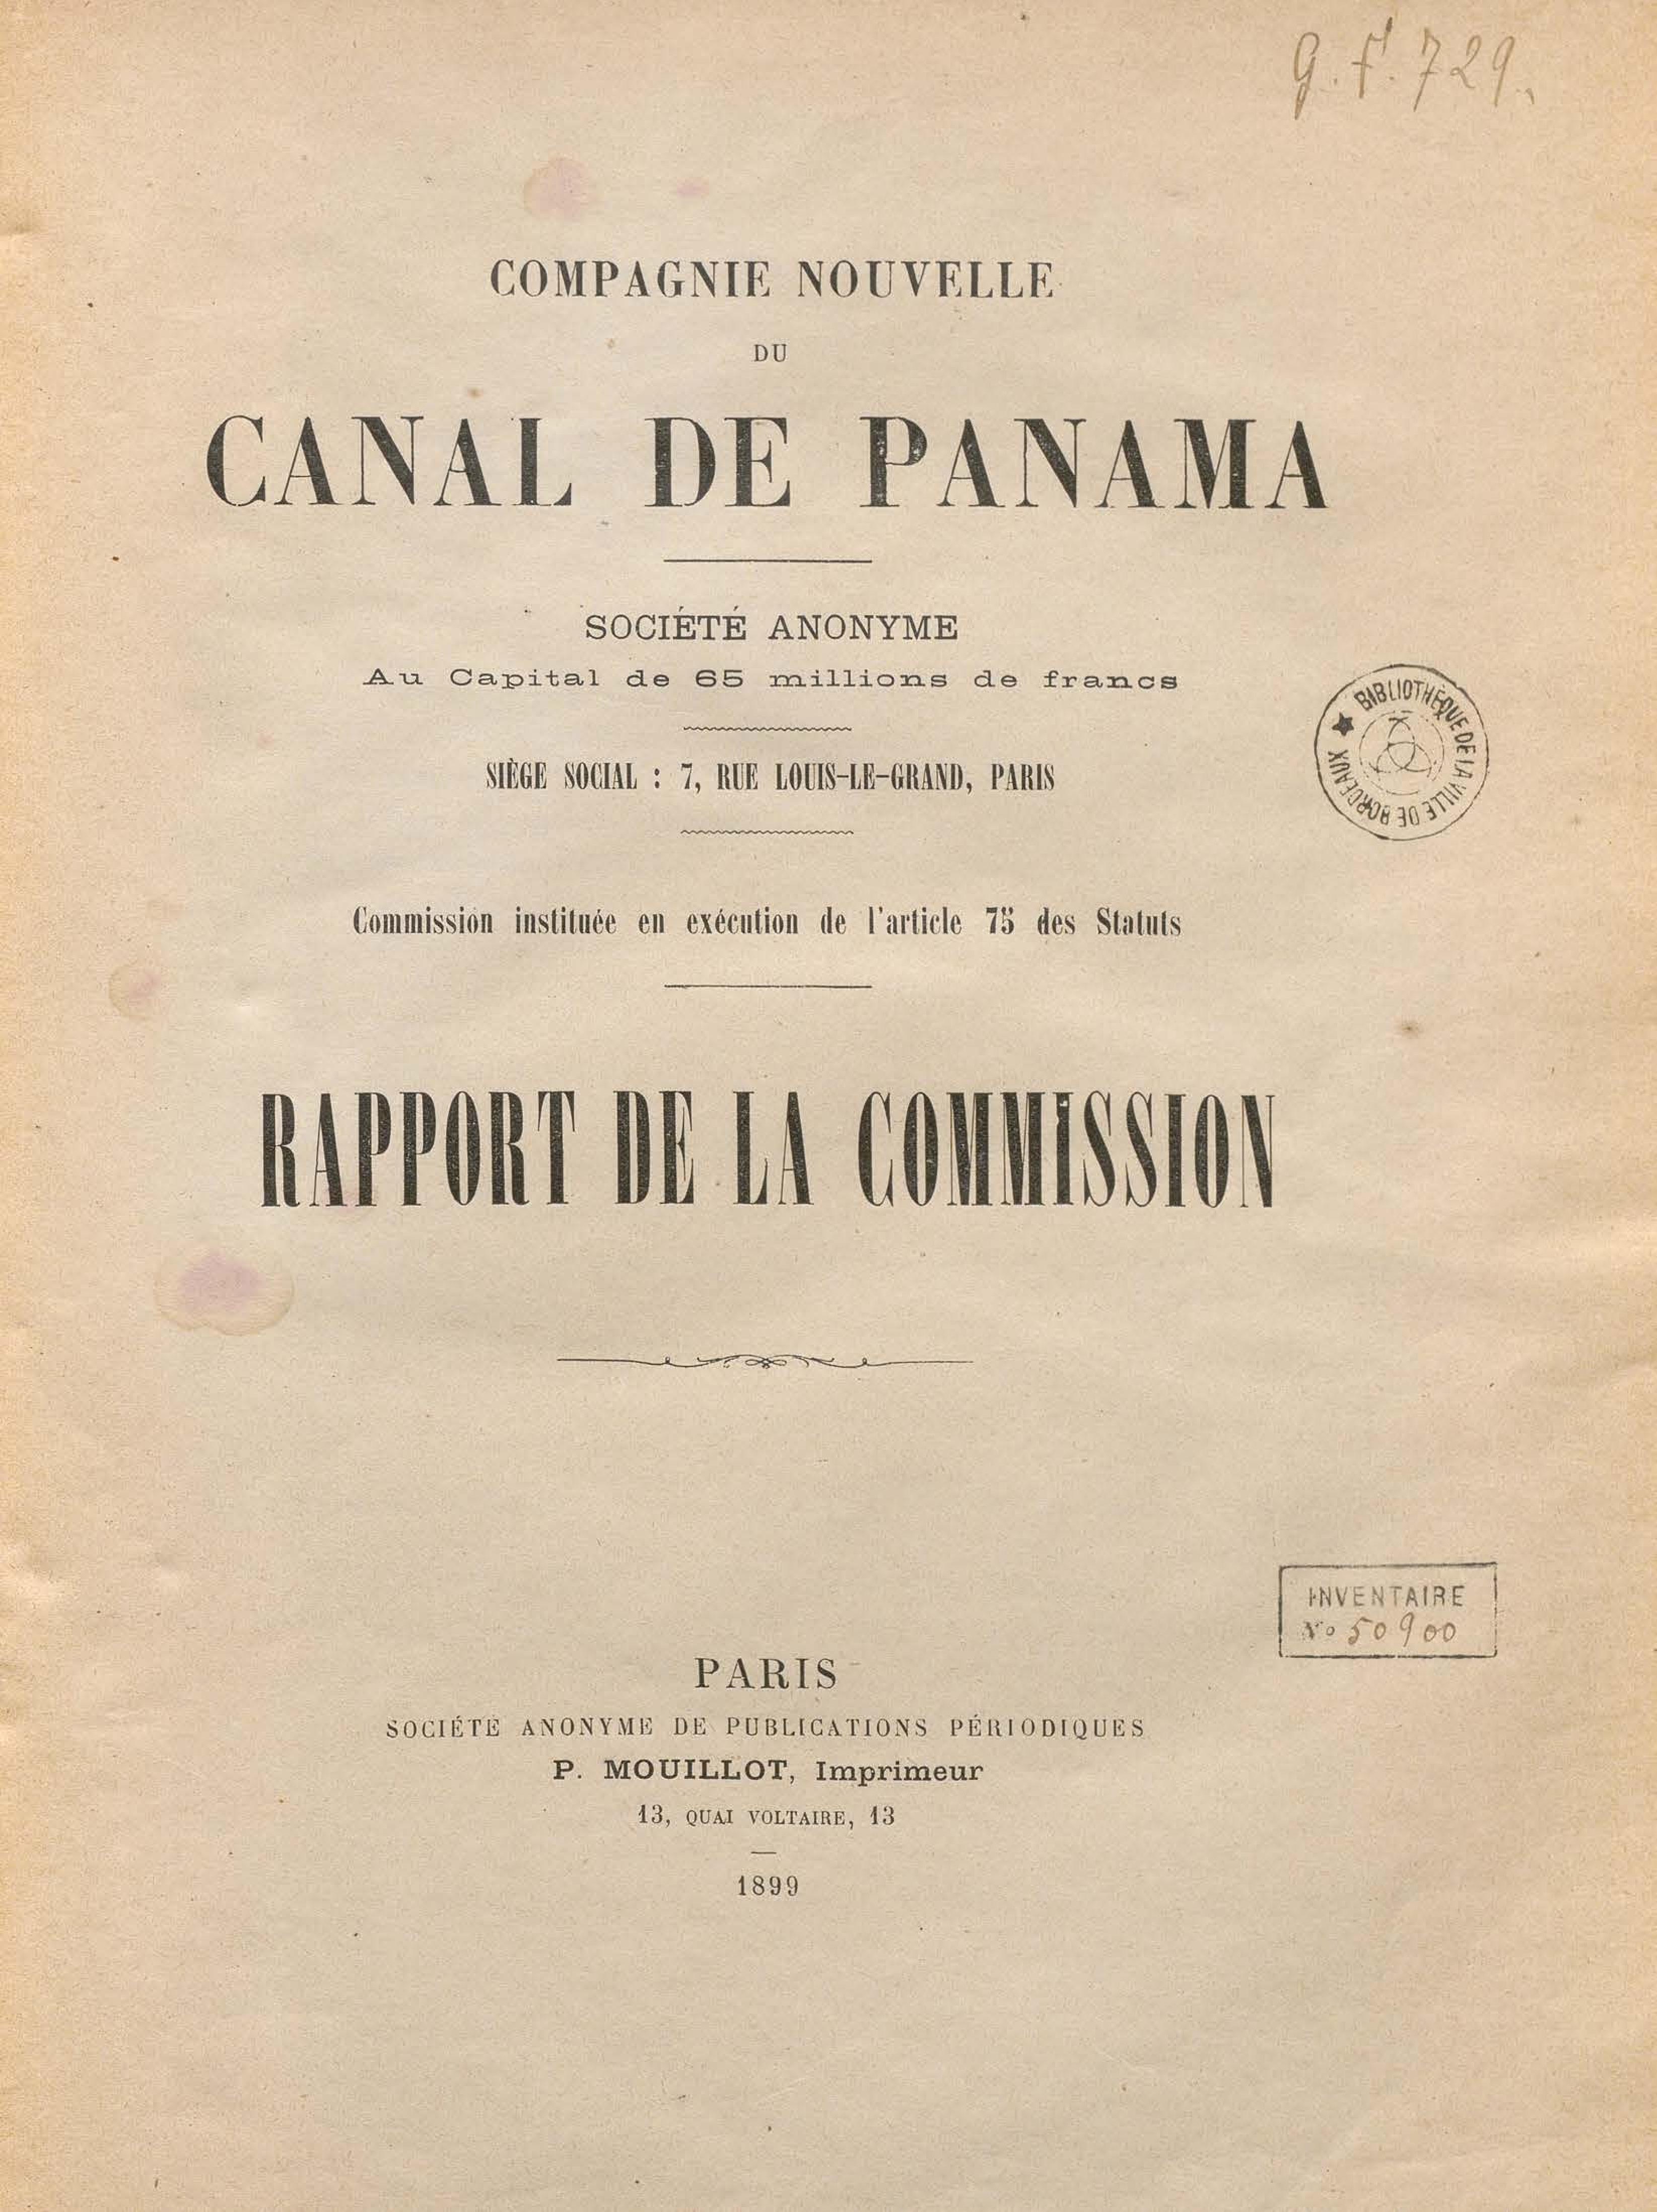 G. F. 729.
COMPAGNIE NOUVELLE
DU
CANAL DE PANAMA
SOCIÉTÉ ANONYME
Au Capital de 65 millions de francs
BIBLIOTHÈQUE DE LA VILLE DE BORDEAUX
SIÈGE SOCIAL : 7, RUE LOUIS-LE-GRAND, PARIS
Commission instituée en exécution de l'article 75 des Statuts
RAPPORT DE LA COMMISSION
INVENTAIRE
No 50900
PARIS
SOCIÉTÉ ANONYME DE PUBLICATIONS PÉRIODIQUES
P. MOUILLOT, Imprimeur
13, QUAI VOLTAIRE, 13
1899